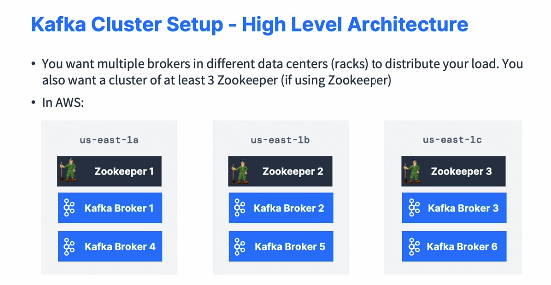 Kafka Cluster Setup - High Level Architecture
• You want multiple brokers in different data centers (racks) to distribute your load. You
also want a cluster of at least 3 Zookeeper (if using Zookeeper)
• In AWS:
us-east-1a
Zookeeper 1
Kafka Broker 1
Kafka Broker 4
us-east-1b
Zookeeper 2
Kafka Broker 2
Kafka Broker 5
us-east-1c
Zookeeper 3
Kafka Broker 3
Kafka Broker 6